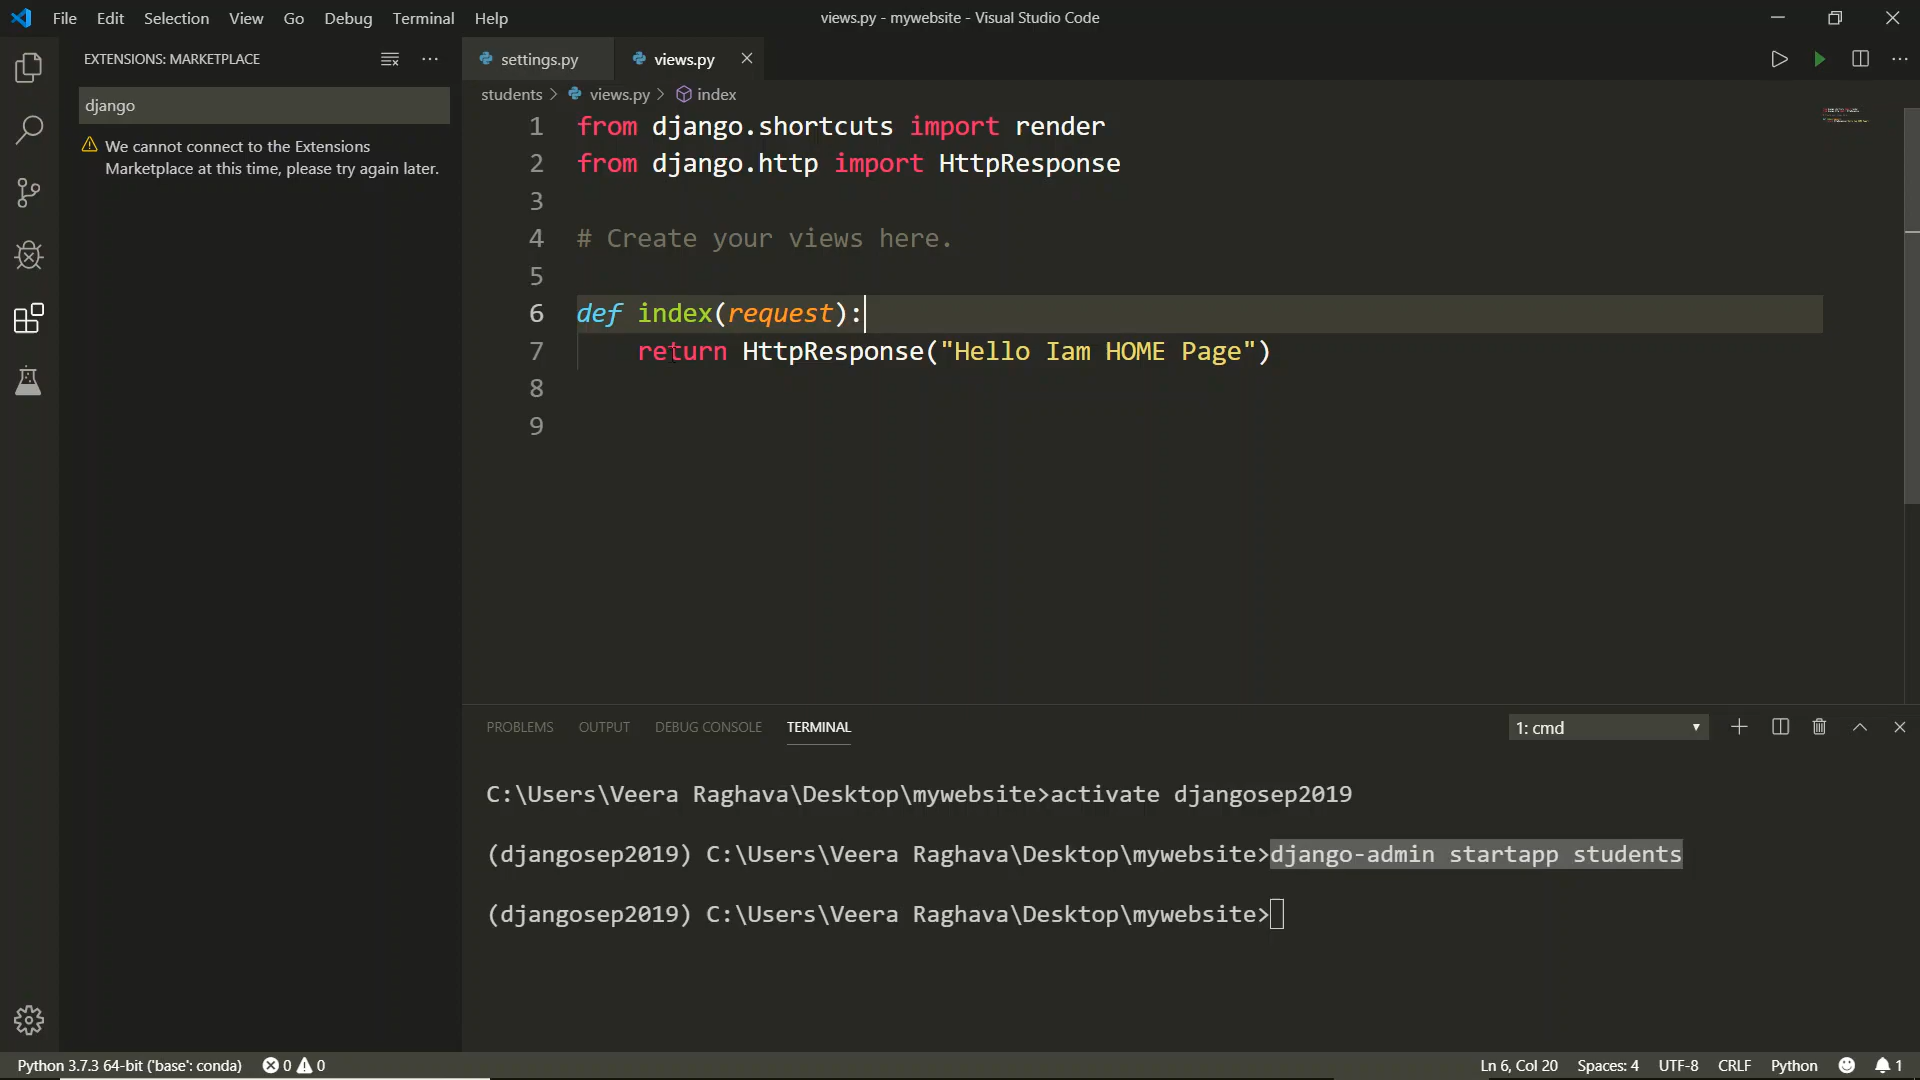 File Edit Selection View Go Debug Terminal Help
views.py - mywebsite - Visual Studio Code
EXTENSIONS: MARKETPLACE
django
We cannot connect to the Extensions
Marketplace at this time, please try again later.
settings.py
views.py
students > views.py > index
1 from django.shortcuts import render
2 from django.http import HttpResponse
3
4 # Create your views here.
5
6 def index(request):
7 return HttpResponse("Hello Iam HOME Page")
8
9
PROBLEMS OUTPUT DEBUG CONSOLE TERMINAL
1: cmd
C:\Users\Veera Raghava\Desktop\mywebsite>activate djangosep2019
(djangosep2019) C:\Users\Veera Raghava\Desktop\mywebsite>django-admin startapp students
(djangosep2019) C:\Users\Veera Raghava\Desktop\mywebsite>
Python 3.7.3 64-bit ('base': conda) 0 0
Ln 6, Col 20 Spaces: 4 UTF-8 CRLF Python 1